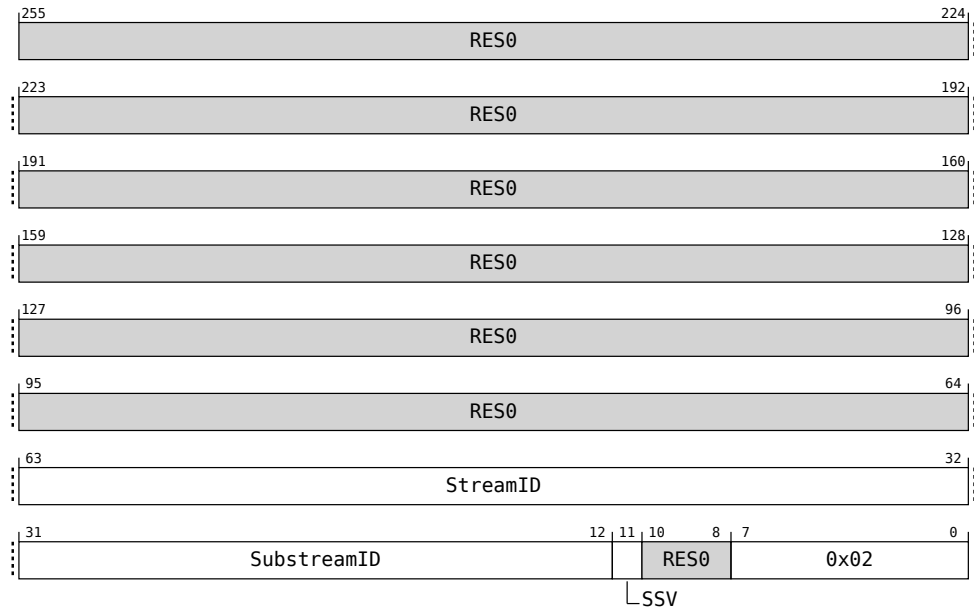 255 224
RES0
223 192
RES0
191 160
RES0
159 128
RES0
127 96
RES0
95 64
RES0
63 32
StreamID
31 12 11 10 8 7 0
SubstreamID RES0 0x02
SSV